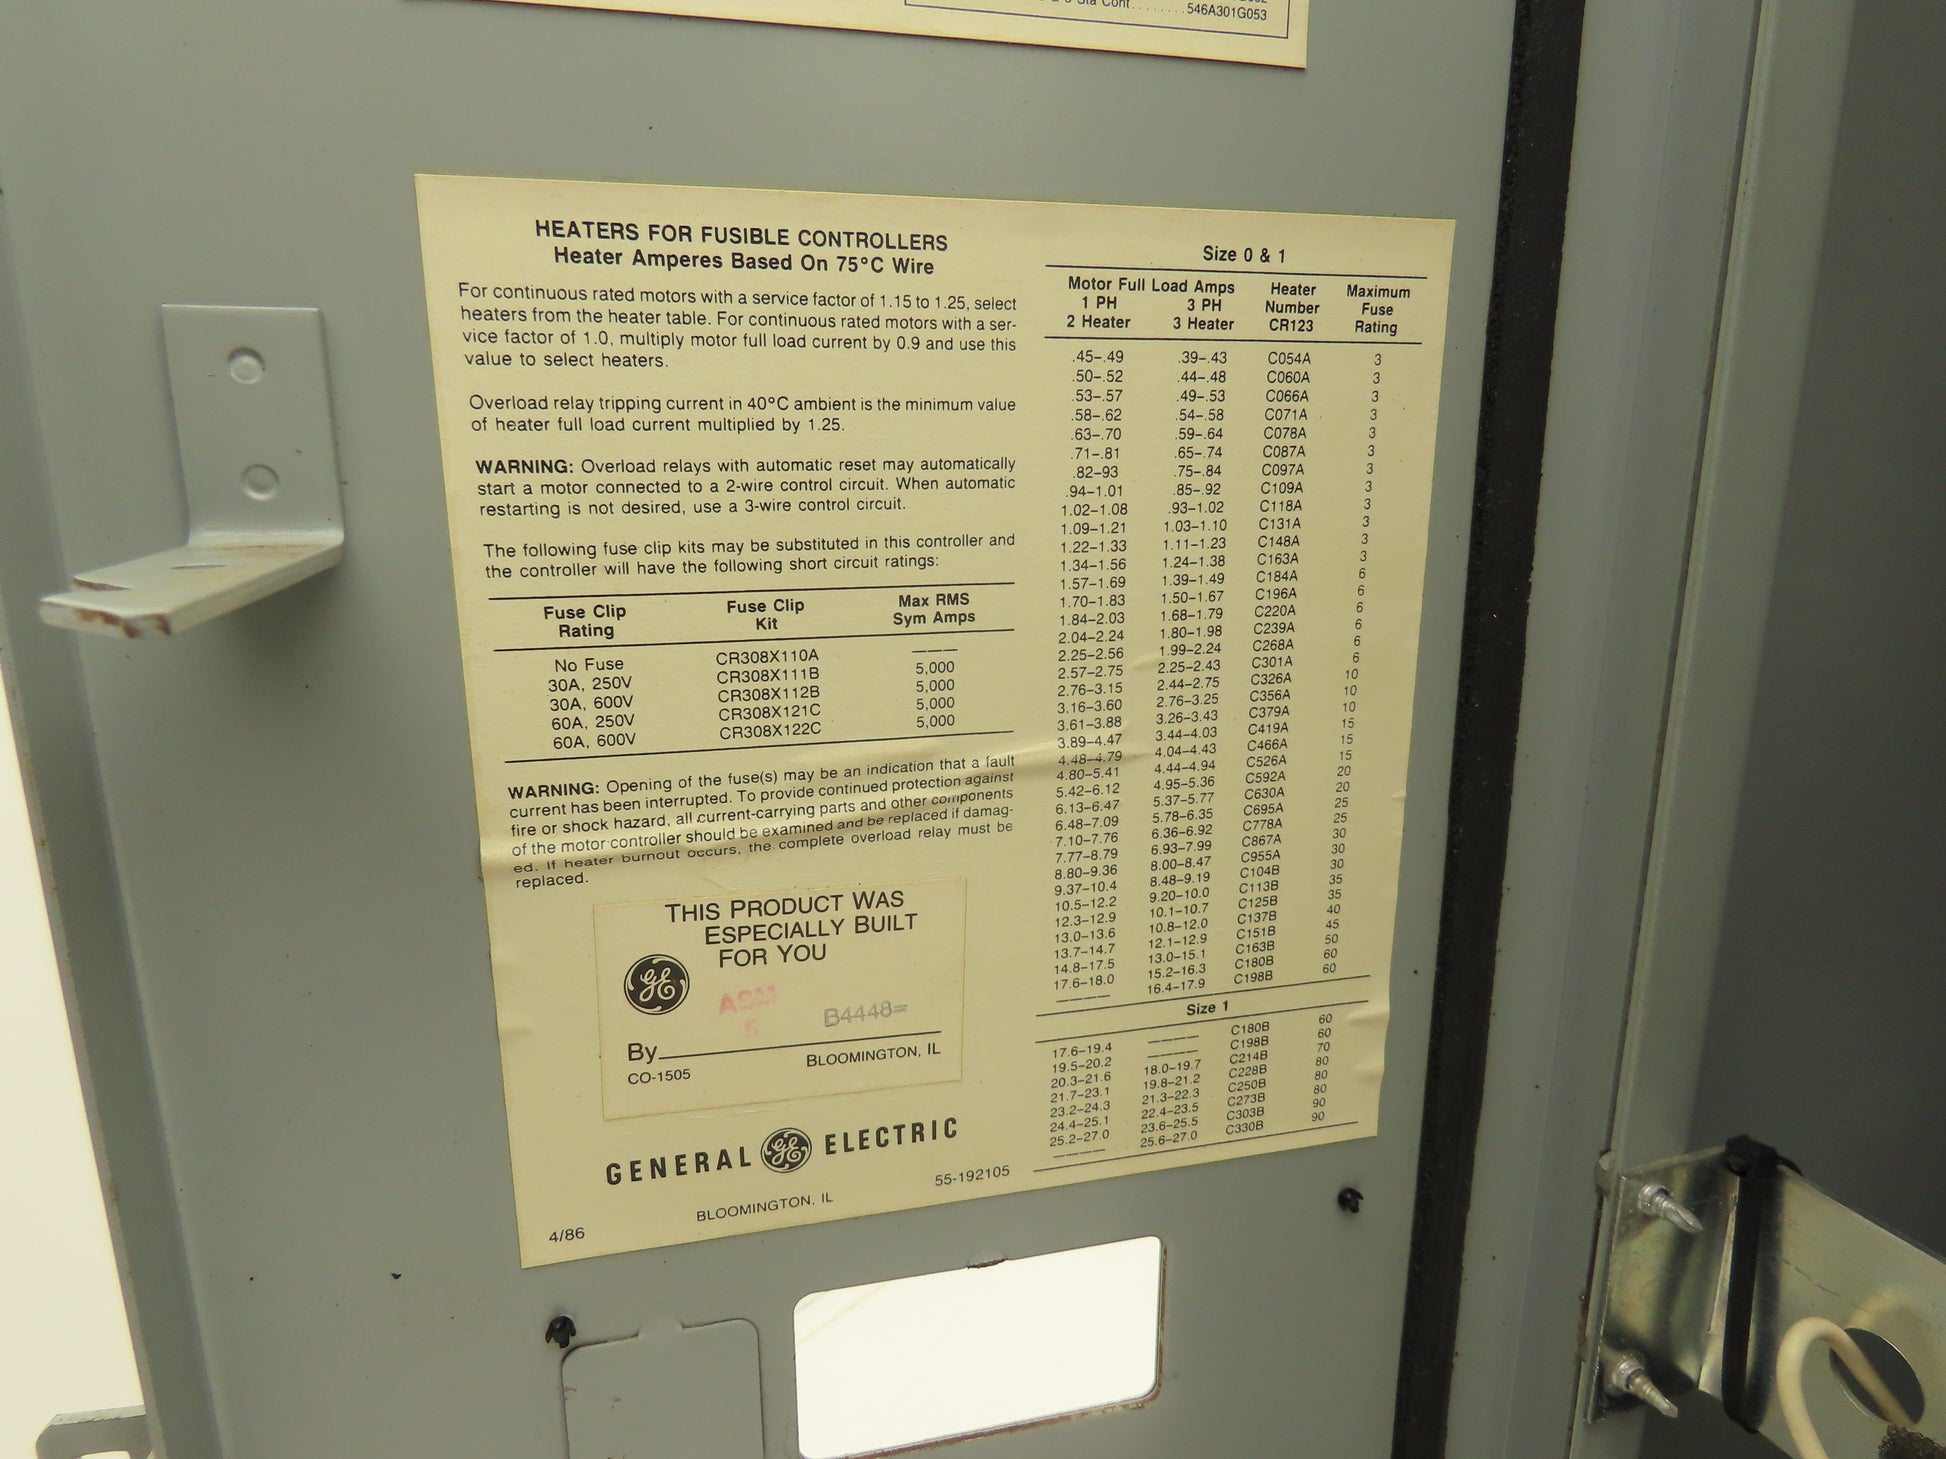 546A301G053
HEATERS FOR FUSIBLE CONTROLLERS
Heater Amperes Based On 75°C Wire
For continuous rated motors with a service factor of 1.15 to 1.25, select
heaters from the heater table. For continuous rated motors with a ser-
vice factor of 1.0, multiply motor full load current by 0.9 and use this
value to select heaters.
Overload relay tripping current in 40°C ambient is the minimum value
of heater full load current multiplied by 1.25.
WARNING: Overload relays with automatic reset may automatically
start a motor connected to a 2-wire control circuit. When automatic
restarting is not desired, use a 3-wire control circuit.
The following fuse clip kits may be substituted in this controller and
the controller will have the following short circuit ratings:
Fuse Clip Fuse Clip Max RMS
Rating Kit Sym Amps
No Fuse CR308X110A ———
30A, 250V CR308X111B 5,000
30A, 600V CR308X112B 5,000
60A, 250V CR308X121C 5,000
60A, 600V CR308X122C 5,000
WARNING: Opening of the fuse(s) may be an indication that a fault
current has been interrupted. To provide continued protection against
fire or shock hazard, all current-carrying parts and other components
of the motor controller should be examined and be replaced if damag-
ed. If heater burnout occurs, the complete overload relay must be
replaced.
THIS PRODUCT WAS
ESPECIALLY BUILT
FOR YOU
GE
ASM
5
B4448=
By
BLOOMINGTON, IL
CO-1505
GENERAL GE ELECTRIC
BLOOMINGTON, IL
55-192105
4/86
Size 0 & 1
Motor Full Load Amps Heater Maximum
1 PH 3 PH Number Fuse
2 Heater 3 Heater CR123 Rating
.45–.49 .39–.43 C054A 3
.50–.52 .44–.48 C060A 3
.53–.57 .49–.53 C066A 3
.58–.62 .54–.58 C071A 3
.63–.70 .59–.64 C078A 3
.71–.81 .65–.74 C087A 3
.82–93 .75–.84 C097A 3
.94–1.01 .85–.92 C109A 3
1.02–1.08 .93–1.02 C118A 3
1.09–1.21 1.03–1.10 C131A 3
1.22–1.33 1.11–1.23 C148A 3
1.34–1.56 1.24–1.38 C163A 3
1.57–1.69 1.39–1.49 C184A 6
1.70–1.83 1.50–1.67 C196A 6
1.84–2.03 1.68–1.79 C220A 6
2.04–2.24 1.80–1.98 C239A 6
2.25–2.56 1.99–2.24 C268A 6
2.57–2.75 2.25–2.43 C301A 6
2.76–3.15 2.44–2.75 C326A 10
3.16–3.60 2.76–3.25 C356A 10
3.61–3.88 3.26–3.43 C379A 10
3.89–4.47 3.44–4.03 C419A 15
4.48–4.79 4.04–4.43 C466A 15
4.80–5.41 4.44–4.94 C526A 15
5.42–6.12 4.95–5.36 C592A 20
6.13–6.47 5.37–5.77 C630A 20
6.48–7.09 5.78–6.35 C695A 25
7.10–7.76 6.36–6.92 C778A 25
7.77–8.79 6.93–7.99 C867A 30
8.80–9.36 8.00–8.47 C955A 30
9.37–10.4 8.48–9.19 C104B 30
10.5–12.2 9.20–10.0 C113B 35
12.3–12.9 10.1–10.7 C125B 35
13.0–13.6 10.8–12.0 C137B 40
13.7–14.7 12.1–12.9 C151B 45
14.8–17.5 13.0–15.1 C163B 50
17.6–18.0 15.2–16.3 C180B 60
———— 16.4–17.9 C198B 60
Size 1
17.6–19.4 ———— C180B 60
19.5–20.2 ———— C198B 60
20.3–21.6 18.0–19.7 C214B 70
21.7–23.1 19.8–21.2 C228B 80
23.2–24.3 21.3–22.3 C250B 80
24.4–25.1 22.4–23.5 C273B 80
25.2–27.0 23.6–25.5 C303B 90
———— 25.6–27.0 C330B 90